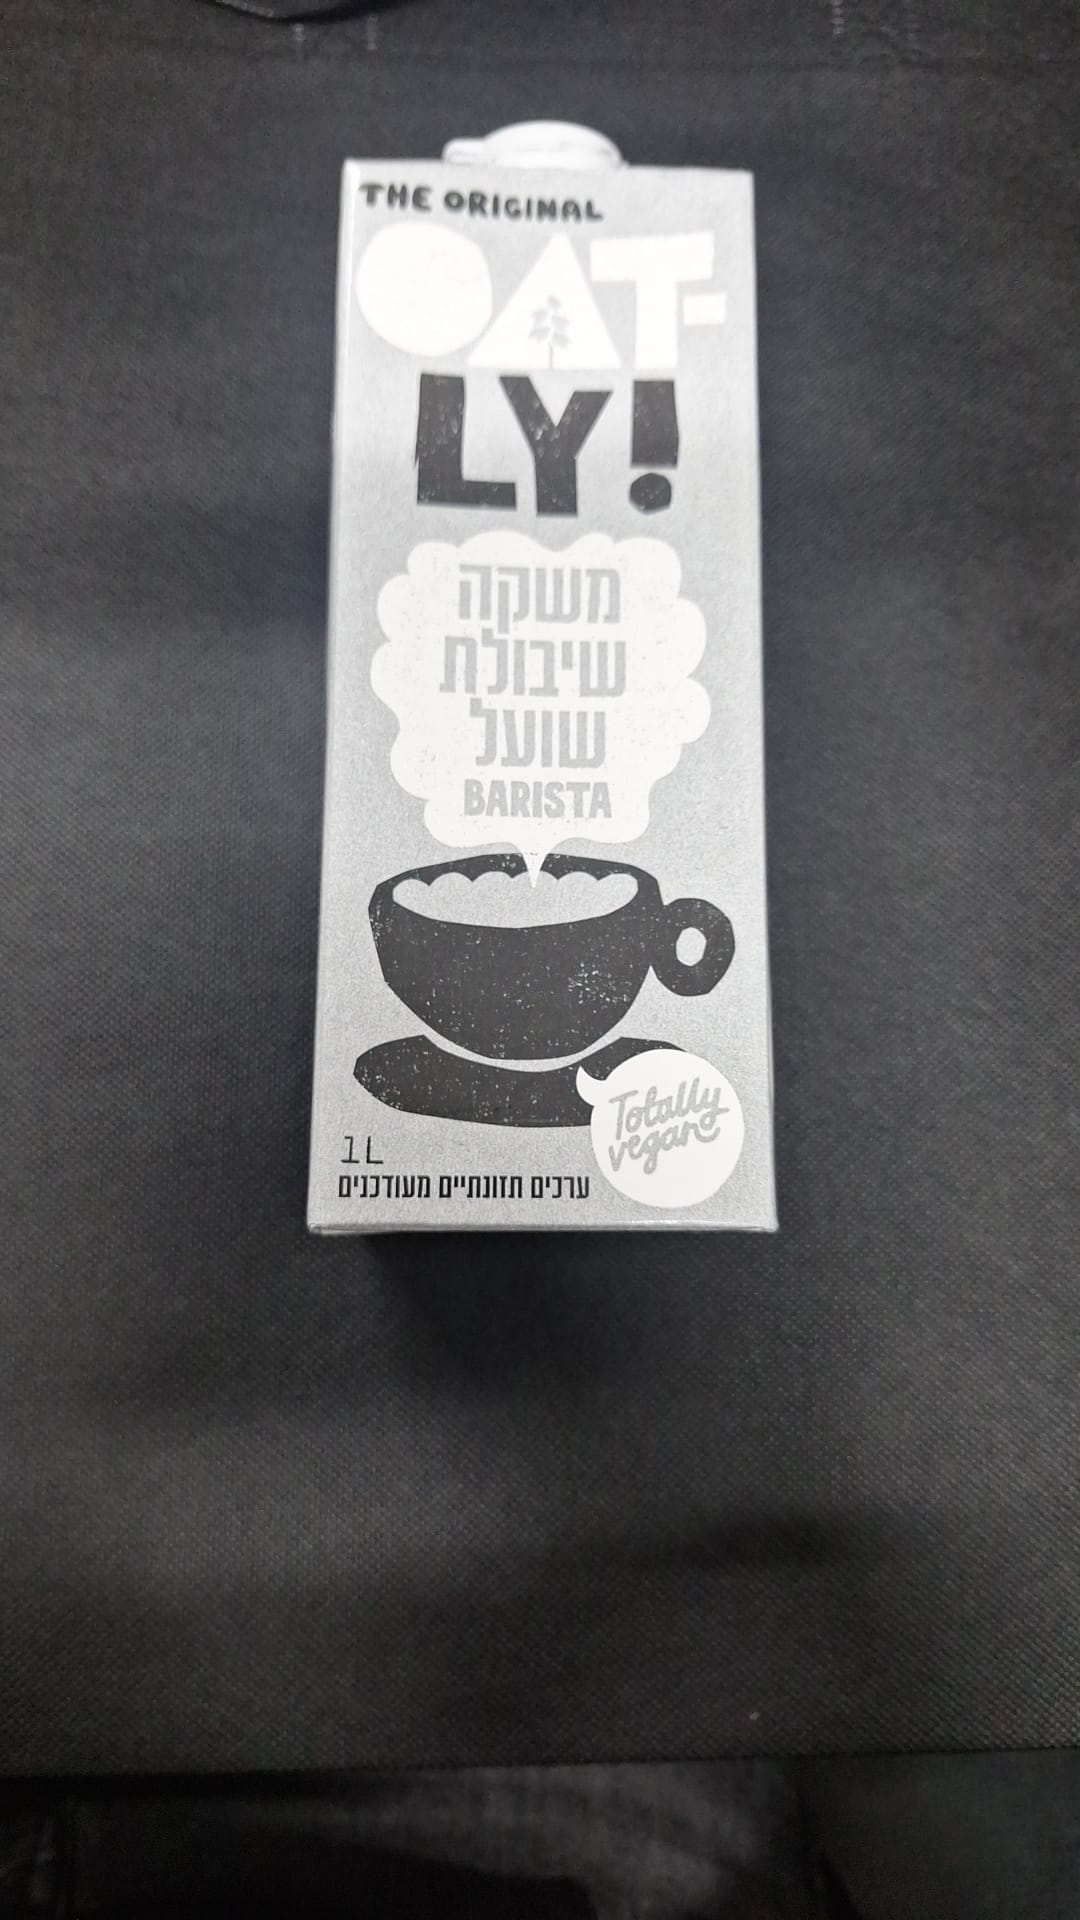 THE ORIGINAL
OAT-
LY!
משקה
שיבולת
שועל
BARISTA
Totally
vegan
1L
ערכים תזונתיים מעודכנים